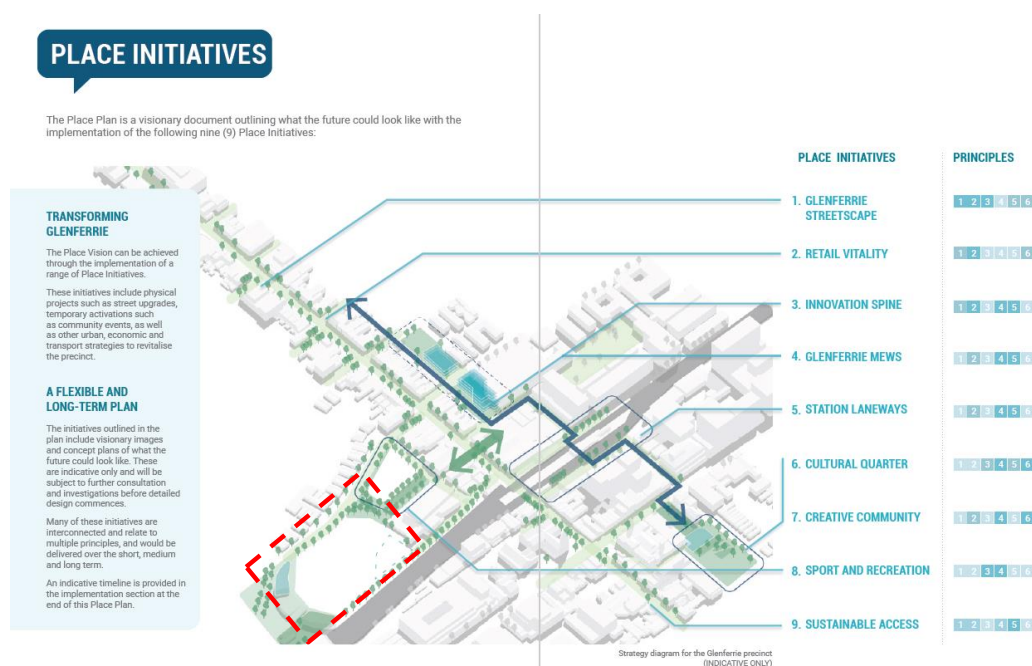 PLACE INITIATIVES
The Place Plan is a visionary document outlining what the future could look like with the
implementation of the following nine (9) Place Initiatives:
TRANSFORMING
GLENFERRIE
The Place Vision can be achieved
through the implementation of a
range of Place Initiatives.
These initiatives include physical
projects such as street upgrades,
temporary activations such
as community events, as well
as other urban, economic and
transport strategies to revitalise
the precinct.
A FLEXIBLE AND
LONG-TERM PLAN
The initiatives outlined in the
plan include visionary images
and concept plans of what the
future could look like. These
are indicative only and will be
subject to further consultation
and investigations before detailed
design commences.
Many of these initiatives are
interconnected and relate to
multiple principles, and would be
delivered over the short, medium
and long term.
An indicative timeline is provided in
the implementation section at the
end of this Place Plan.
PLACE INITIATIVES PRINCIPLES
1. GLENFERRIE
STREETSCAPE
1 2 3 4 5 6
2. RETAIL VITALITY 1 2 3 4 5 6
3. INNOVATION SPINE 1 2 3 4 5 6
4. GLENFERRIE MEWS 1 2 3 4 5 6
5. STATION LANEWAYS 1 2 3 4 5 6
6. CULTURAL QUARTER 1 2 3 4 5 6
7. CREATIVE COMMUNITY 1 2 3 4 5 6
8. SPORT AND RECREATION 1 2 3 4 5 6
9. SUSTAINABLE ACCESS 1 2 3 4 5 6
Strategy diagram for the Glenferrie precinct
(INDICATIVE ONLY)